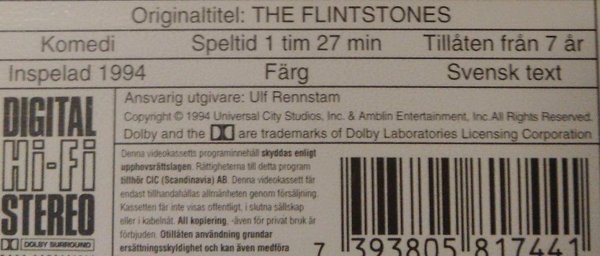 Originaltitel: THE FLINTSTONES
Komedi Speltid 1 tim 27 min Tillåten från 7 år
Inspelad 1994 Färg Svensk text
DIGITAL
Hi-Fi
STEREO
DOLBY SURROUND
Ansvarig utgivare: Ulf Rennstam
Copyright © 1994 Universal City Studios, Inc. & Amblin Entertainment, Inc.All Rights Reserved.
Dolby and the are trademarks of Dolby Laboratories Licensing Corporation
Denna videokassetts programinnehåll skyddas enligt
upphovsrättslagen. Rättigheterna till detta program
tillhör CIC (Scandinavia) AB. Denna videokassett får
endast tillhandahållas allmänheten genom försäljning.
Kassetten får inte visas offentligt, i slutna sällskap
eller i kabelnät. All kopiering, -även för privat bruk är
förbjuden. Otillåten användning grundar
ersättningsskyldighet och kan även medföra
7 393805 817441